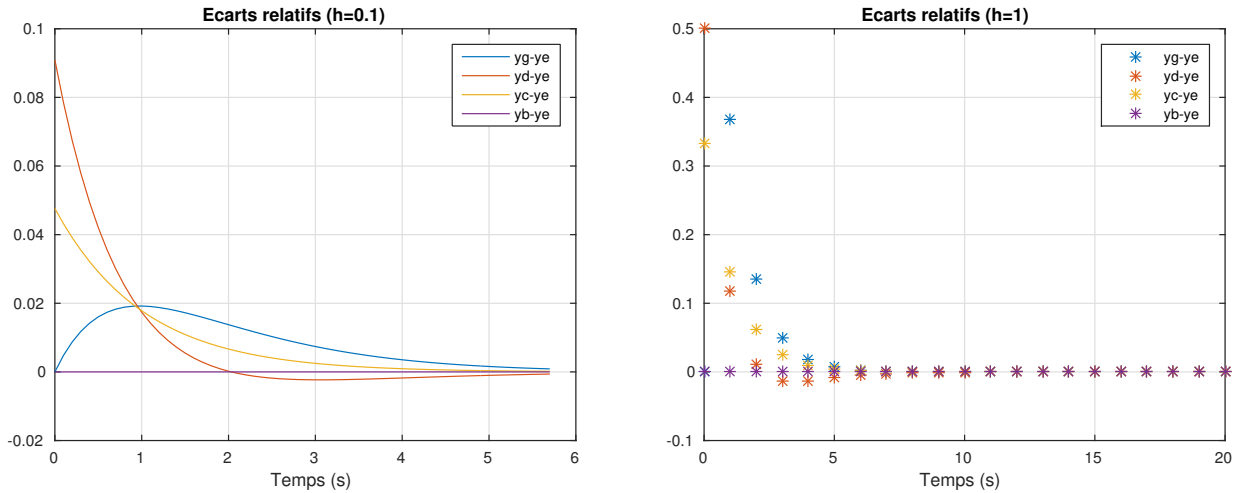 Ecarts relatifs (h=0.1)
0.1
0.08
0.06
0.04
0.02
0
-0.02
0 1 2 3 4 5 6
Temps (s)
yg-ye
yd-ye
yc-ye
yb-ye
Ecarts relatifs (h=1)
0.5
0.4
0.3
0.2
0.1
0
-0.1
0 5 10 15 20
Temps (s)
yg-ye
yd-ye
yc-ye
yb-ye